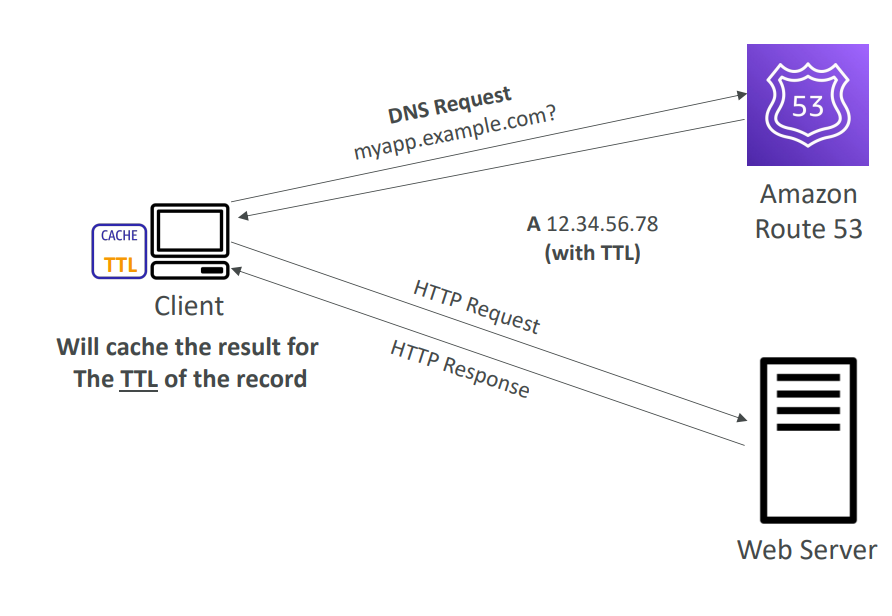 DNS Request
myapp.example.com?
53
Amazon
Route 53
A 12.34.56.78
(with TTL)
CACHE
TTL
Client
Will cache the result for
The TTL of the record
HTTP Request
HTTP Response
Web Server